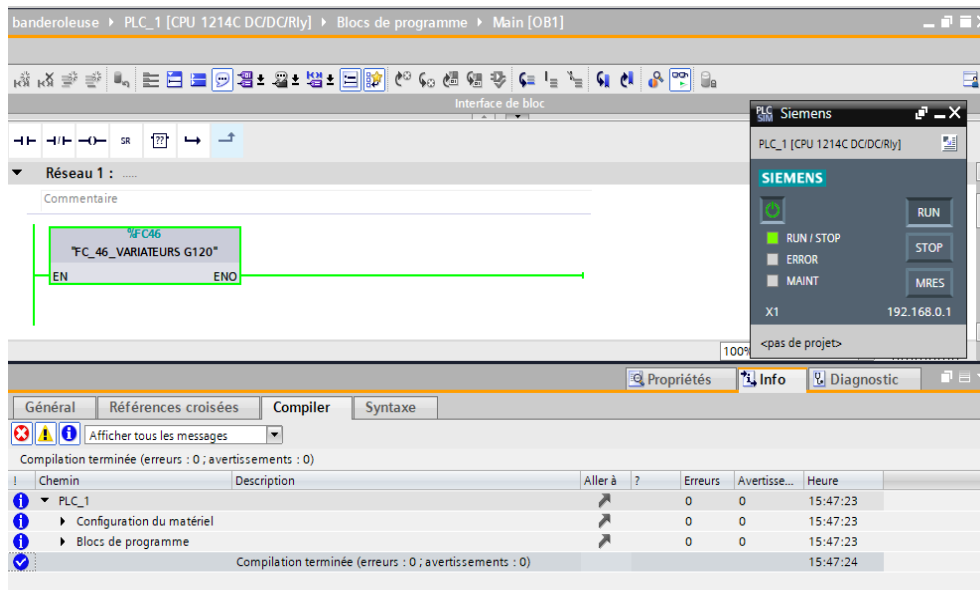 banderoleuse ▸ PLC_1 [CPU 1214C DC/DC/Rly] ▸ Blocs de programme ▸ Main [OB1]
Interface de bloc
SR
??
Réseau 1 : .....
Commentaire
%FC46
"FC_46_VARIATEURS G120"
EN ENO
100%
PLC SIM Siemens
PLC_1 [CPU 1214C DC/DC/Rly]
SIEMENS
RUN
RUN / STOP
STOP
ERROR
MAINT
MRES
X1 192.168.0.1
<pas de projet>
Propriétés Info Diagnostic
Général Références croisées Compiler Syntaxe
Afficher tous les messages
Compilation terminée (erreurs : 0 ; avertissements : 0)
! Chemin Description Aller à ? Erreurs Avertisse... Heure
PLC_1 0 0 15:47:23
Configuration du matériel 0 0 15:47:23
Blocs de programme 0 0 15:47:23
Compilation terminée (erreurs : 0 ; avertissements : 0) 15:47:24